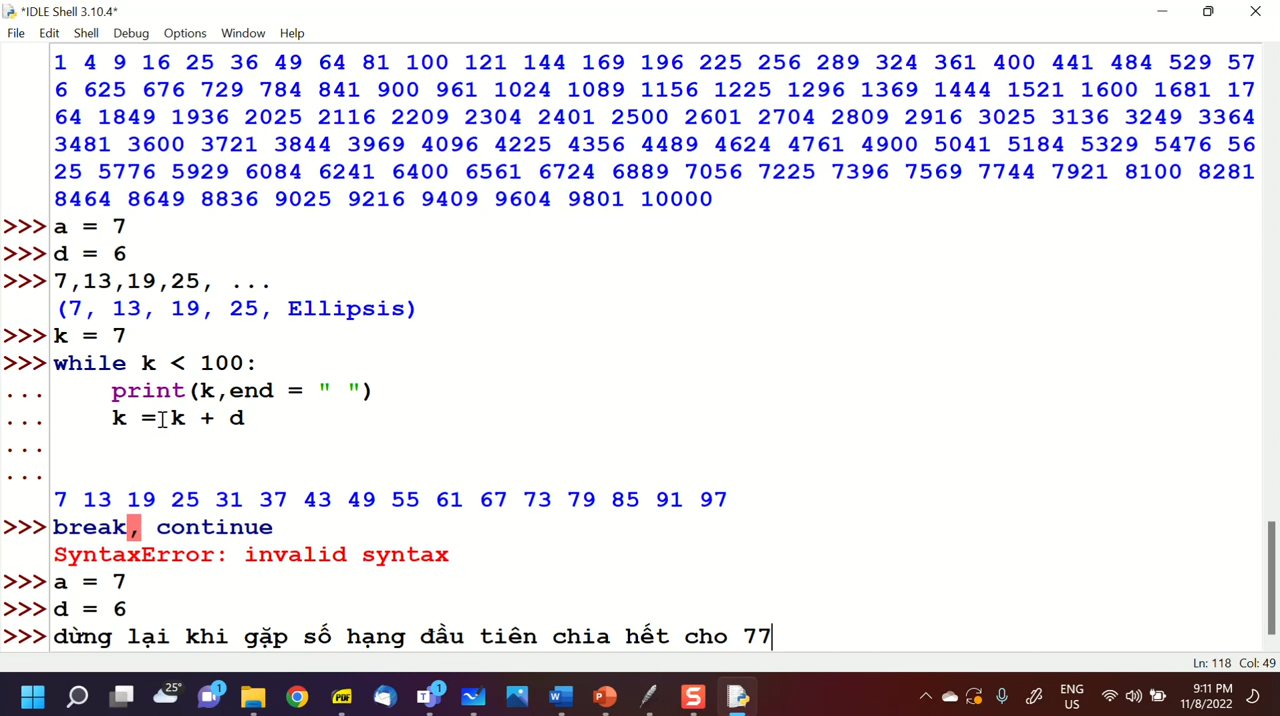 *IDLE Shell 3.10.4*
File Edit Shell Debug Options Window Help
1 4 9 16 25 36 49 64 81 100 121 144 169 196 225 256 289 324 361 400 441 484 529 57
6 625 676 729 784 841 900 961 1024 1089 1156 1225 1296 1369 1444 1521 1600 1681 17
64 1849 1936 2025 2116 2209 2304 2401 2500 2601 2704 2809 2916 3025 3136 3249 3364
3481 3600 3721 3844 3969 4096 4225 4356 4489 4624 4761 4900 5041 5184 5329 5476 56
25 5776 5929 6084 6241 6400 6561 6724 6889 7056 7225 7396 7569 7744 7921 8100 8281
8464 8649 8836 9025 9216 9409 9604 9801 10000
>>> a = 7
>>> d = 6
>>> 7,13,19,25, ...
(7, 13, 19, 25, Ellipsis)
>>> k = 7
>>> while k < 100:
... print(k,end = " ")
... k = k + d
...
...
7 13 19 25 31 37 43 49 55 61 67 73 79 85 91 97
>>> break, continue
SyntaxError: invalid syntax
>>> a = 7
>>> d = 6
>>> dừng lại khi gặp số hạng đầu tiên chia hết cho 77
Ln: 118 Col: 49
25° 1 PDF 1 W P S ENG US 9:11 PM 11/8/2022